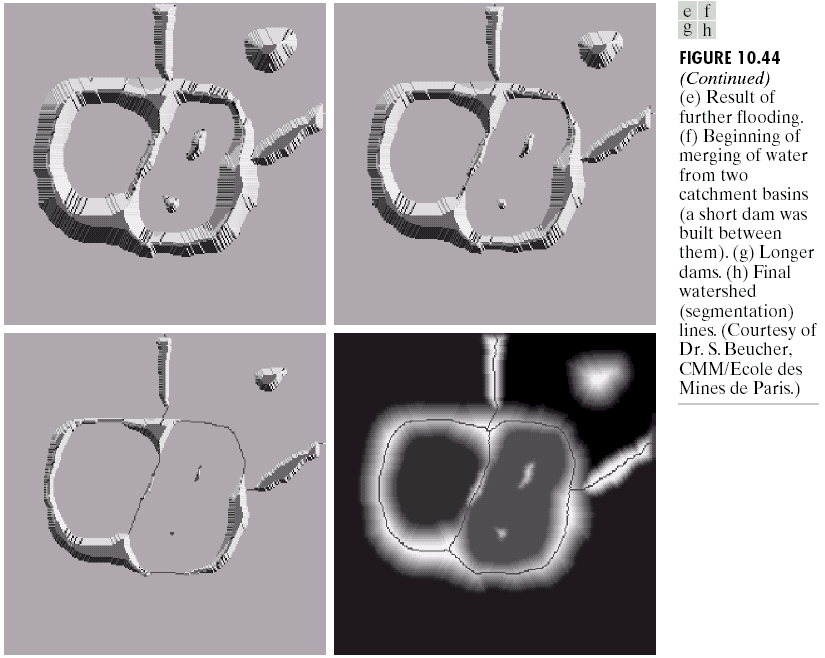 e f
g h
FIGURE 10.44
(Continued)
(e) Result of
further flooding.
(f) Beginning of
merging of water
from two
catchment basins
(a short dam was
built between
them). (g) Longer
dams. (h) Final
watershed
(segmentation)
lines. (Courtesy of
Dr. S. Beucher,
CMM/Ecole des
Mines de Paris.)